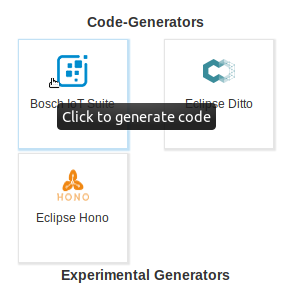 Code-Generators
Bosch IoT Suite
Eclipse Ditto
Click to generate code
HONO
Eclipse Hono
Experimental Generators